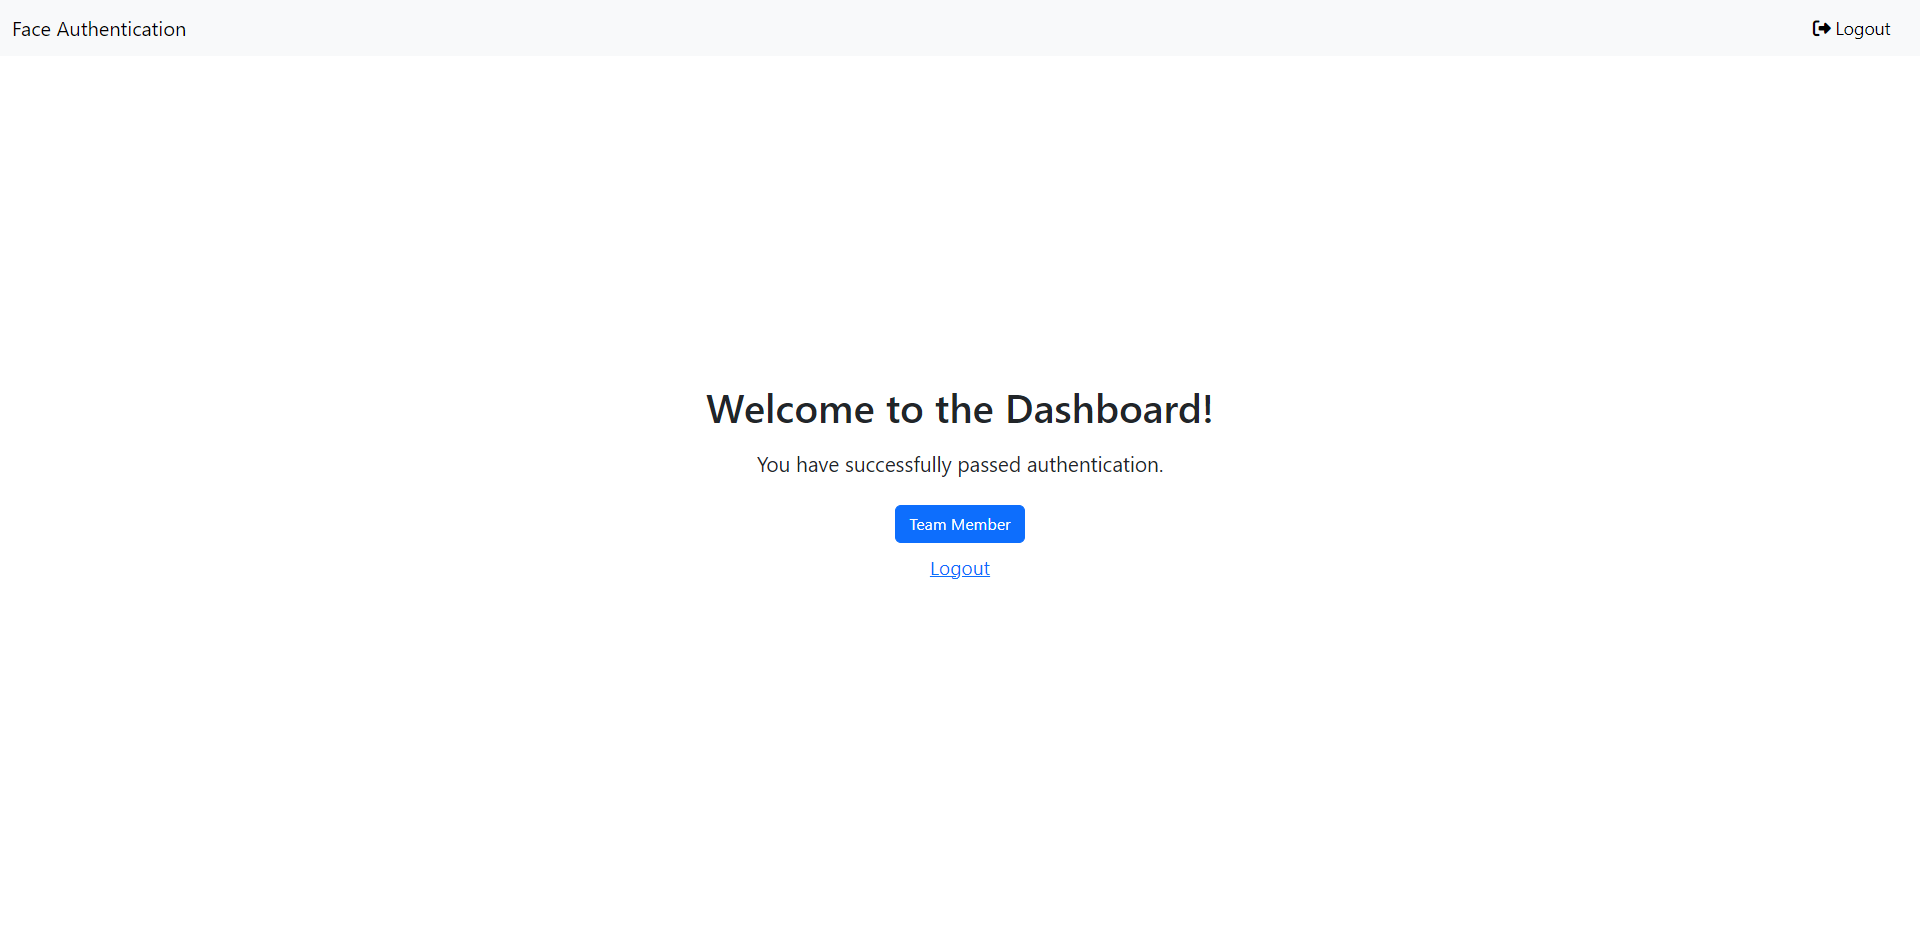 Face Authentication
Logout
Welcome to the Dashboard!
You have successfully passed authentication.
Team Member
Logout